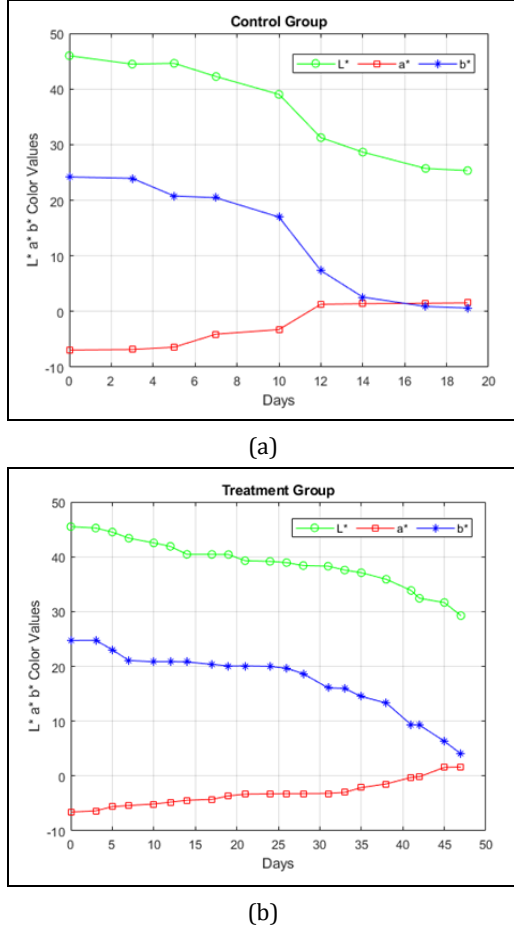 Control Group
50
40
30
20
10
0
-10
L* a* b* Color Values
L* a* b*
0 2 4 6 8 10 12 14 16 18 20
Days
(a)
Treatment Group
50
40
30
20
10
0
-10
L* a* b* Color Values
L* a* b*
0 5 10 15 20 25 30 35 40 45 50
Days
(b)